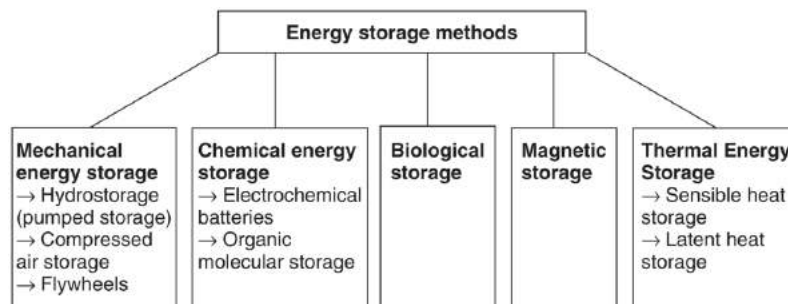 Energy storage methods
Mechanical
energy storage
→ Hydrostorage
(pumped storage)
→ Compressed
air storage
→ Flywheels
Chemical energy
storage
→ Electrochemical
batteries
→ Organic
molecular storage
Biological
storage
Magnetic
storage
Thermal Energy
Storage
→ Sensible heat
storage
→ Latent heat
storage